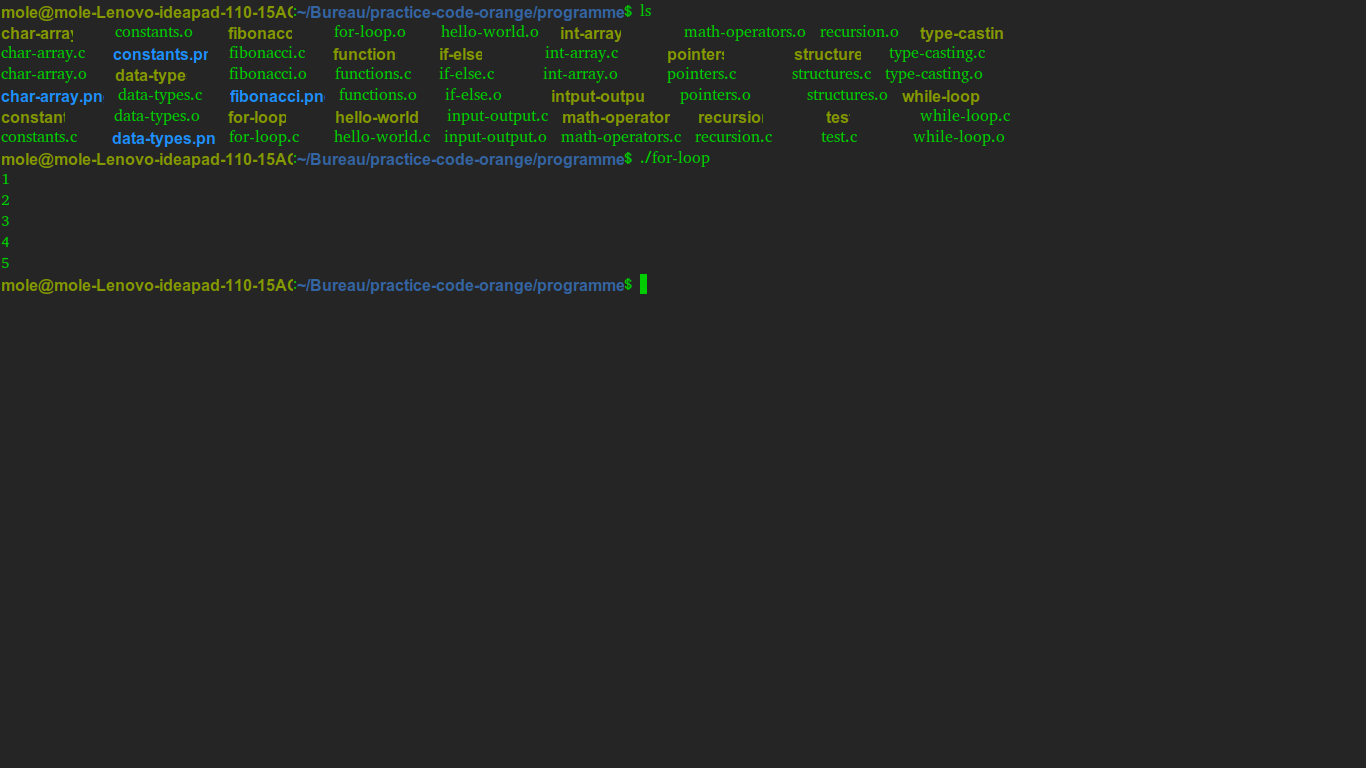 mole@mole-Lenovo-ideapad-110-15AC:~/Bureau/practice-code-orange/programme$ ls
char-array constants.o fibonacc for-loop.o hello-world.o int-array math-operators.o recursion.o type-castin
char-array.c constants.pn fibonacci.c function if-else int-array.c pointers structure type-casting.c
char-array.o data-type fibonacci.o functions.c if-else.c int-array.o pointers.c structures.c type-casting.o
char-array.pn data-types.c fibonacci.pn functions.o if-else.o intput-outpu pointers.o structures.o while-loop
constant data-types.o for-loop hello-world input-output.c math-operator recursion tes while-loop.c
constants.c data-types.pn for-loop.c hello-world.c input-output.o math-operators.c recursion.c test.c while-loop.o
mole@mole-Lenovo-ideapad-110-15AC:~/Bureau/practice-code-orange/programme$ ./for-loop
1
2
3
4
5
mole@mole-Lenovo-ideapad-110-15AC:~/Bureau/practice-code-orange/programme$